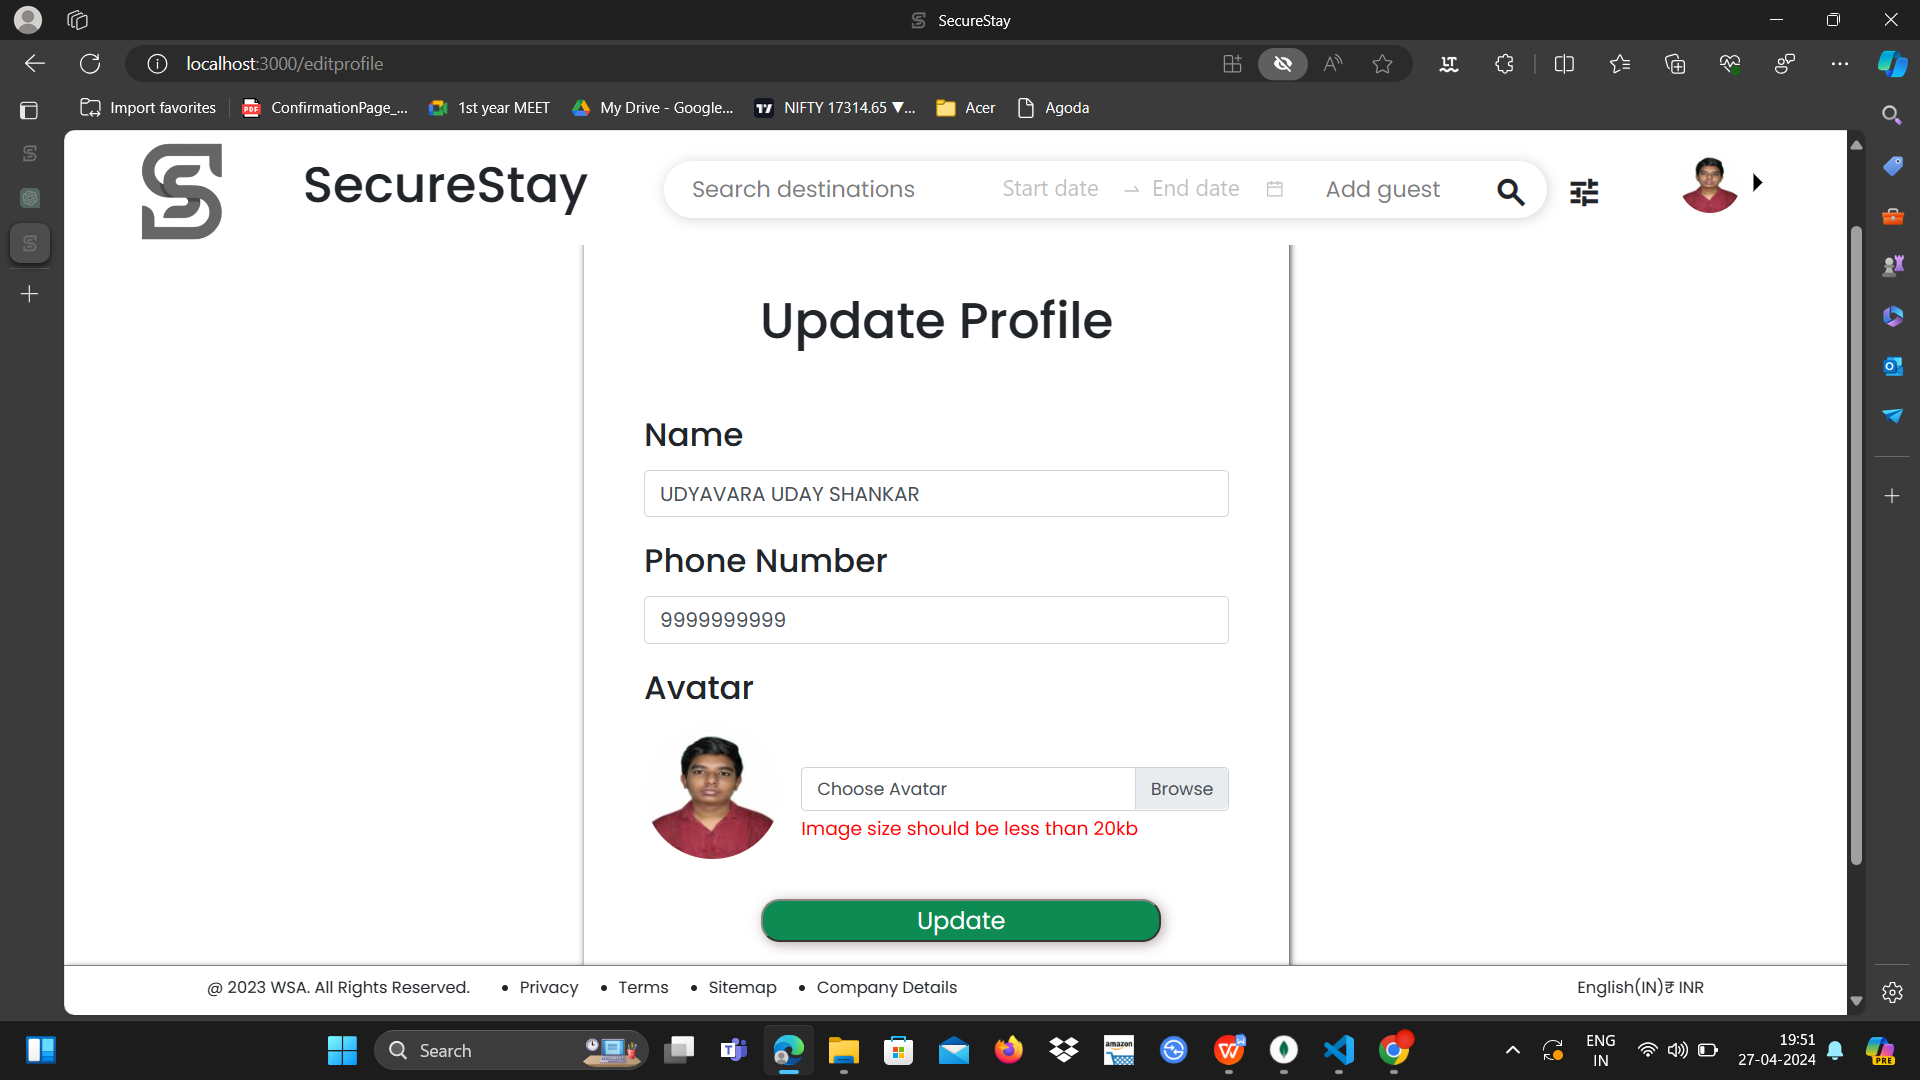 SecureStay
localhost:3000/editprofile
Import favorites
ConfirmationPage_...
1st year MEET
My Drive - Google...
NIFTY 17314.65 ▼...
Acer
Agoda
SecureStay
Search destinations
Start date → End date
Add guest
Update Profile
Name
UDYAVARA UDAY SHANKAR
Phone Number
9999999999
Avatar
Choose Avatar
Browse
Image size should be less than 20kb
Update
@ 2023 WSA. All Rights Reserved. • Privacy • Terms • Sitemap • Company Details
English(IN)₹ INR
Search
amazon
ENG
IN
19:51
27-04-2024
PRE